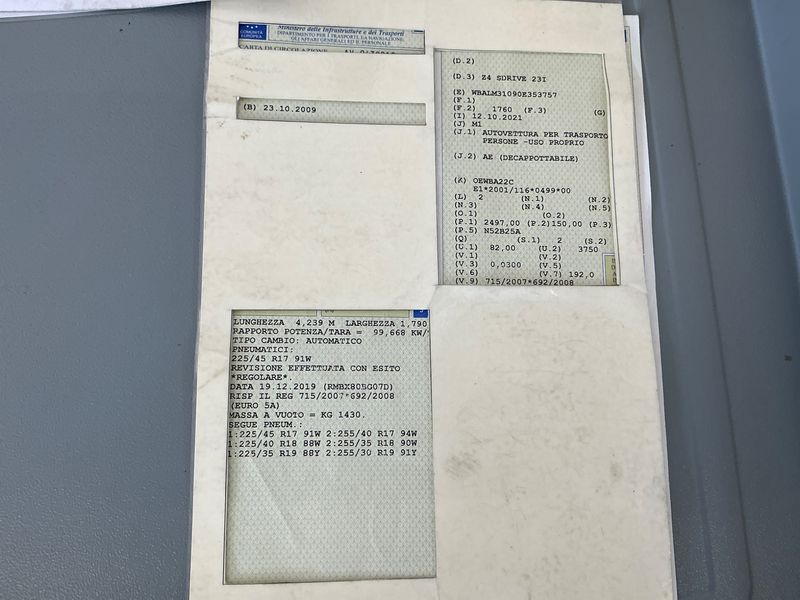 COMUNITÀ
EUROPEA
Ministero delle Infrastrutture e dei Trasporti
DIPARTIMENTO PER I TRASPORTI, LA NAVIGAZIONE,
GLI AFFARI GENERALI ED IL PERSONALE
CARTA DI CIRCOLAZIONE
(B) 23.10.2009
(D.2)
(D.3) Z4 SDRIVE 23I
(E) WBALM31090E353757
(F.1)
(F.2) 1760 (F.3) (G)
(I) 12.10.2021
(J) M1
(J.1) AUTOVETTURA PER TRASPORTO
PERSONE -USO PROPRIO
(J.2) AE (DECAPPOTTABILE)
(K) OEWBA22C
E1*2001/116*0499*00
(L) 2 (N.1) (N.2)
(N.3) (N.4) (N.5)
(O.1) (O.2)
(P.1) 2497,00 (P.2)150,00 (P.3)
(P.5) N52B25A
(Q) (S.1) 2 (S.2)
(U.1) 82,00 (U.2) 3750
(V.1) (V.2)
(V.3) 0,0300 (V.5)
(V.6) (V.7) 192,0
(V.9) 715/2007*692/2008
LUNGHEZZA 4,239 M LARGHEZZA 1,790
RAPPORTO POTENZA/TARA = 99,668 KW/
TIPO CAMBIO: AUTOMATICO
PNEUMATICI:
225/45 R17 91W
REVISIONE EFFETTUATA CON ESITO
*REGOLARE*.
DATA 19.12.2019 (RMBX80BG07D)
RISP IL REG 715/2007*692/2008
(EURO 5A)
MASSA A VUOTO = KG 1430.
SEGUE PNEUM.:
1:225/45 R17 91W 2:255/40 R17 94W
1:225/40 R18 88W 2:255/35 R18 90W
1:225/35 R19 88Y 2:255/30 R19 91Y